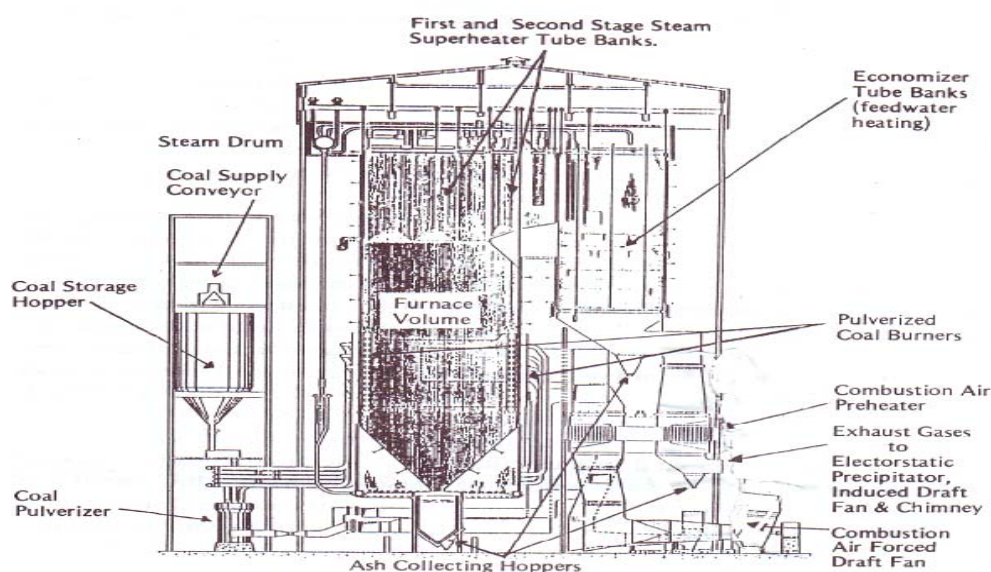 First and Second Stage Steam
Superheater Tube Banks.
Economizer
Tube Banks
(feedwater
heating)
Steam Drum
Coal Supply
Conveyor
Coal Storage
Hopper
Furnace
Volume
Pulverized
Coal Burners
Combustion Air
Preheater
Exhaust Gases
to
Electorstatic
Precipitator,
Induced Draft
Fan & Chimney
Coal
Pulverizer
Combustion
Air Forced
Draft Fan
Ash Collecting Hoppers